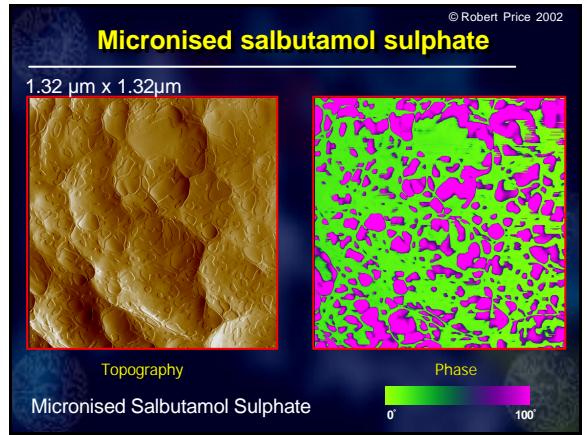 © Robert Price 2002
Micronised salbutamol sulphate
1.32 µm x 1.32µm
Topography
Phase
Micronised Salbutamol Sulphate
0° 100°